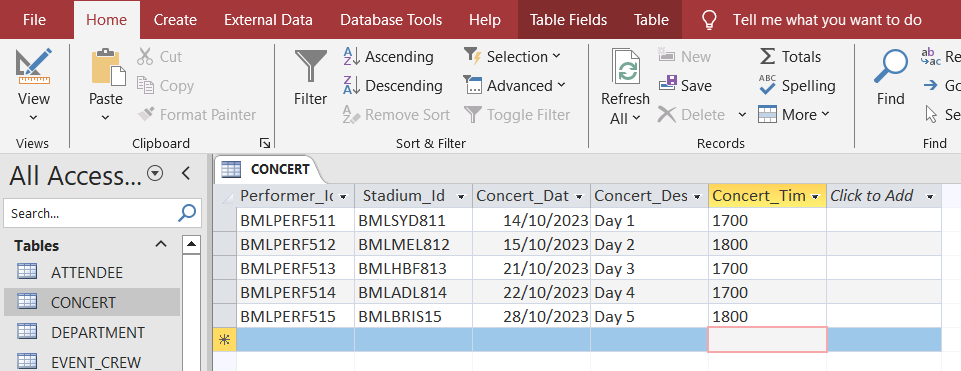 File Home Create External Data Database Tools Help Table Fields Table Tell me what you want to do
View
Views
Paste
Cut
Copy
Format Painter
Clipboard
Filter
Ascending
Descending
Remove Sort
Selection
Advanced
Toggle Filter
Sort & Filter
Refresh
All
New
Save
Delete
Totals
Spelling
More
Records
Find
Re
Go
Se
Find
All Access...
Search...
Tables
ATTENDEE
CONCERT
DEPARTMENT
EVENT_CREW
CONCERT
Performer_Ic Stadium_Id Concert_Dat Concert_Des Concert_Tim Click to Add
BMLPERF511 BMLSYD811 14/10/2023 Day 1 1700
BMLPERF512 BMLMEL812 15/10/2023 Day 2 1800
BMLPERF513 BMLHBF813 21/10/2023 Day 3 1700
BMLPERF514 BMLADL814 22/10/2023 Day 4 1700
BMLPERF515 BMLBRIS15 28/10/2023 Day 5 1800